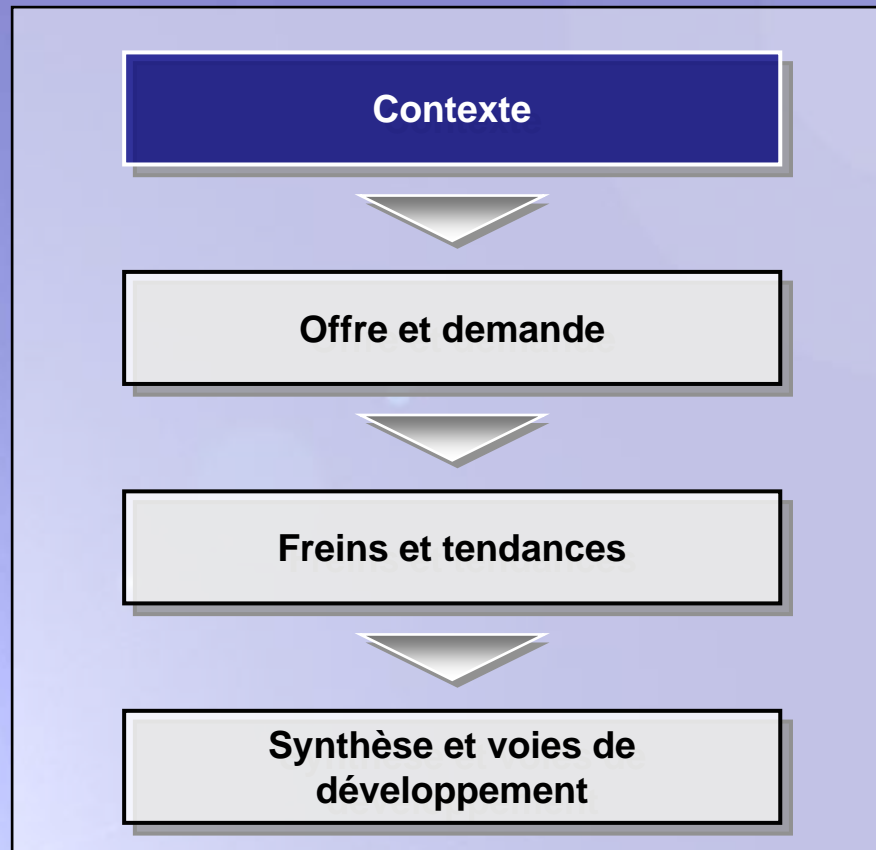 Contexte
Offre et demande
Freins et tendances
Synthèse et voies de
développement